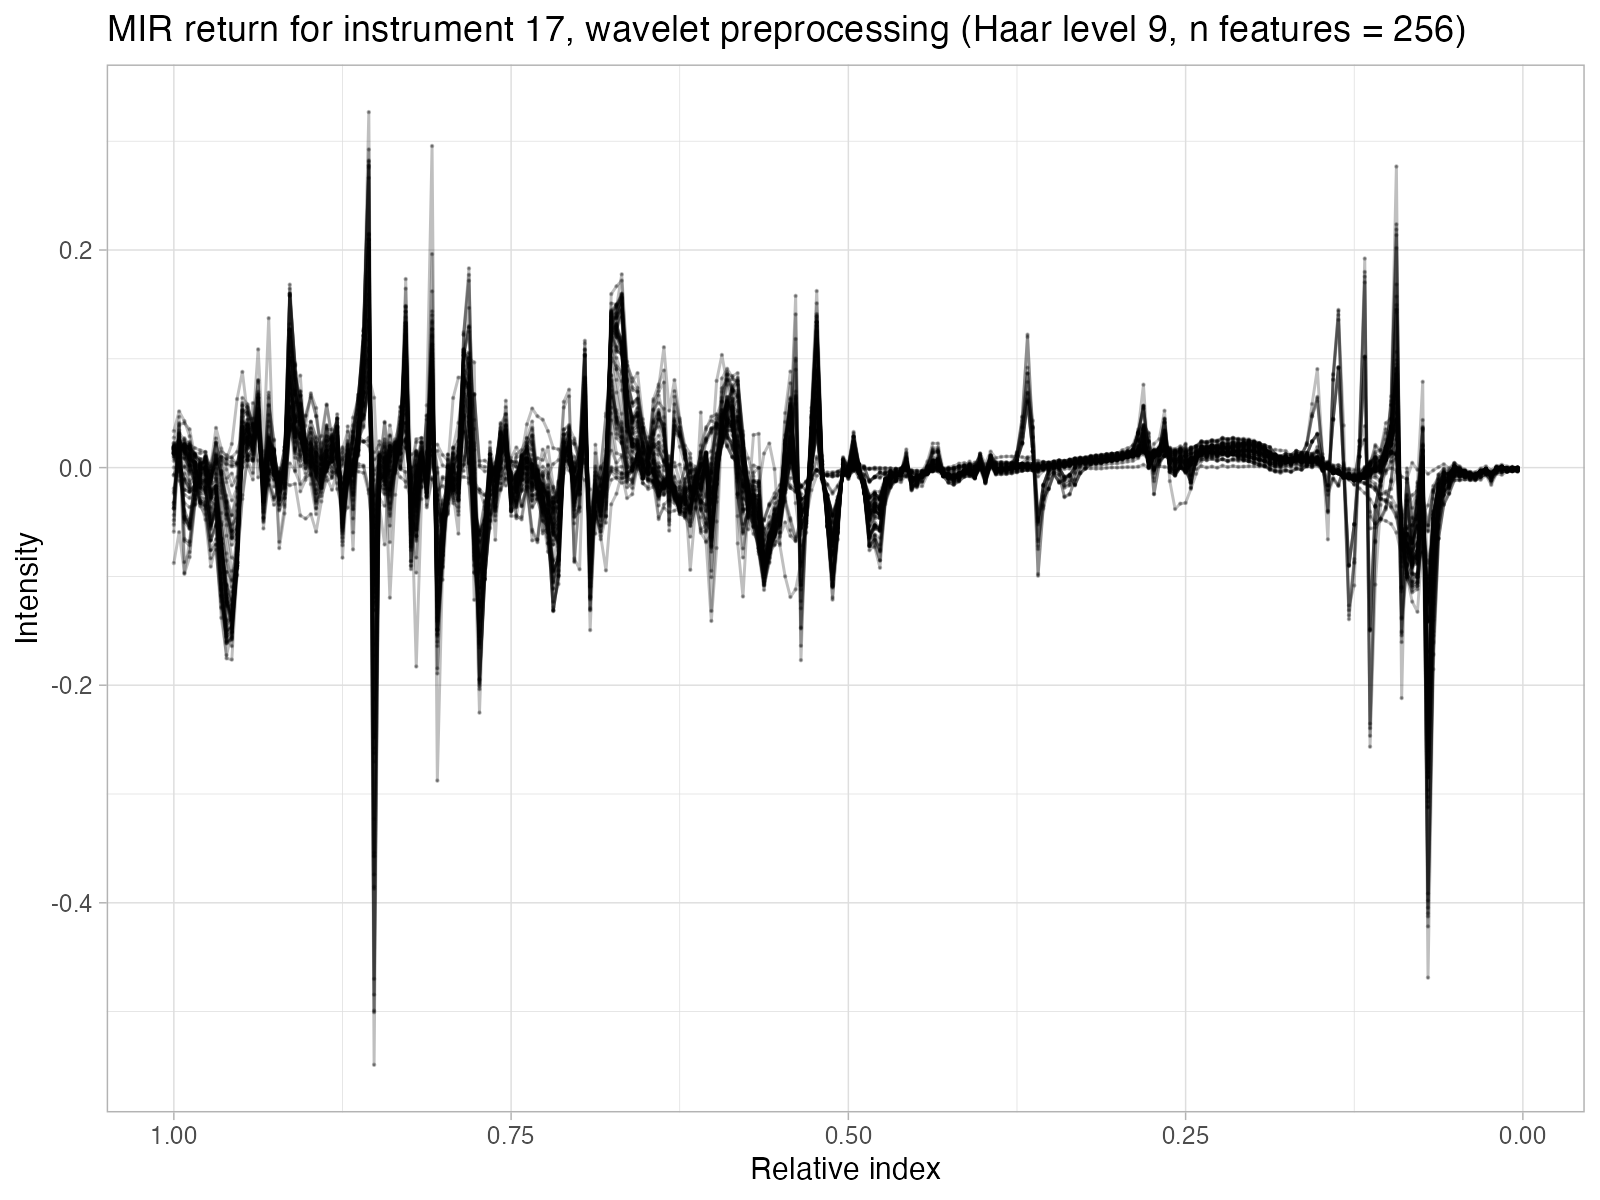 MIR return for instrument 17, wavelet preprocessing (Haar level 9, n features = 256)
Intensity
0.2
0.0
-0.2
-0.4
1.00 0.75 0.50 0.25 0.00
Relative index